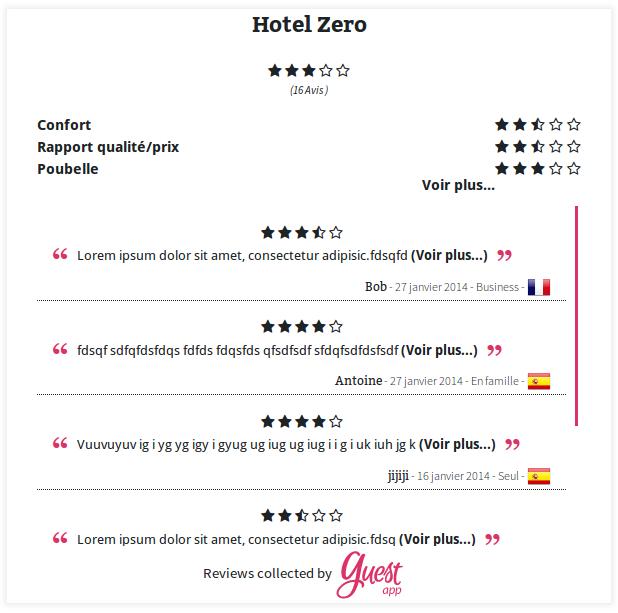 Hotel Zero
(16 Avis )
Confort
Rapport qualité/prix
Poubelle
Voir plus...
“ Lorem ipsum dolor sit amet, consectetur adipisic.fdsqfd (Voir plus...) ”
Bob - 27 janvier 2014 - Business -
“ fdsqf sdfqfdsfdqs fdfds fdqsfds qfsdfsdf sfdqfsdfdsfsdf (Voir plus...) ”
Antoine - 27 janvier 2014 - En famille -
“ Vuuvuyuv ig i yg yg igy i gyug ug iug ug iug i i g i uk iuh jg k (Voir plus...) ”
jijiji - 16 janvier 2014 - Seul -
“ Lorem ipsum dolor sit amet, consectetur adipisic.fdsq (Voir plus...) ”
Reviews collected by Guest app